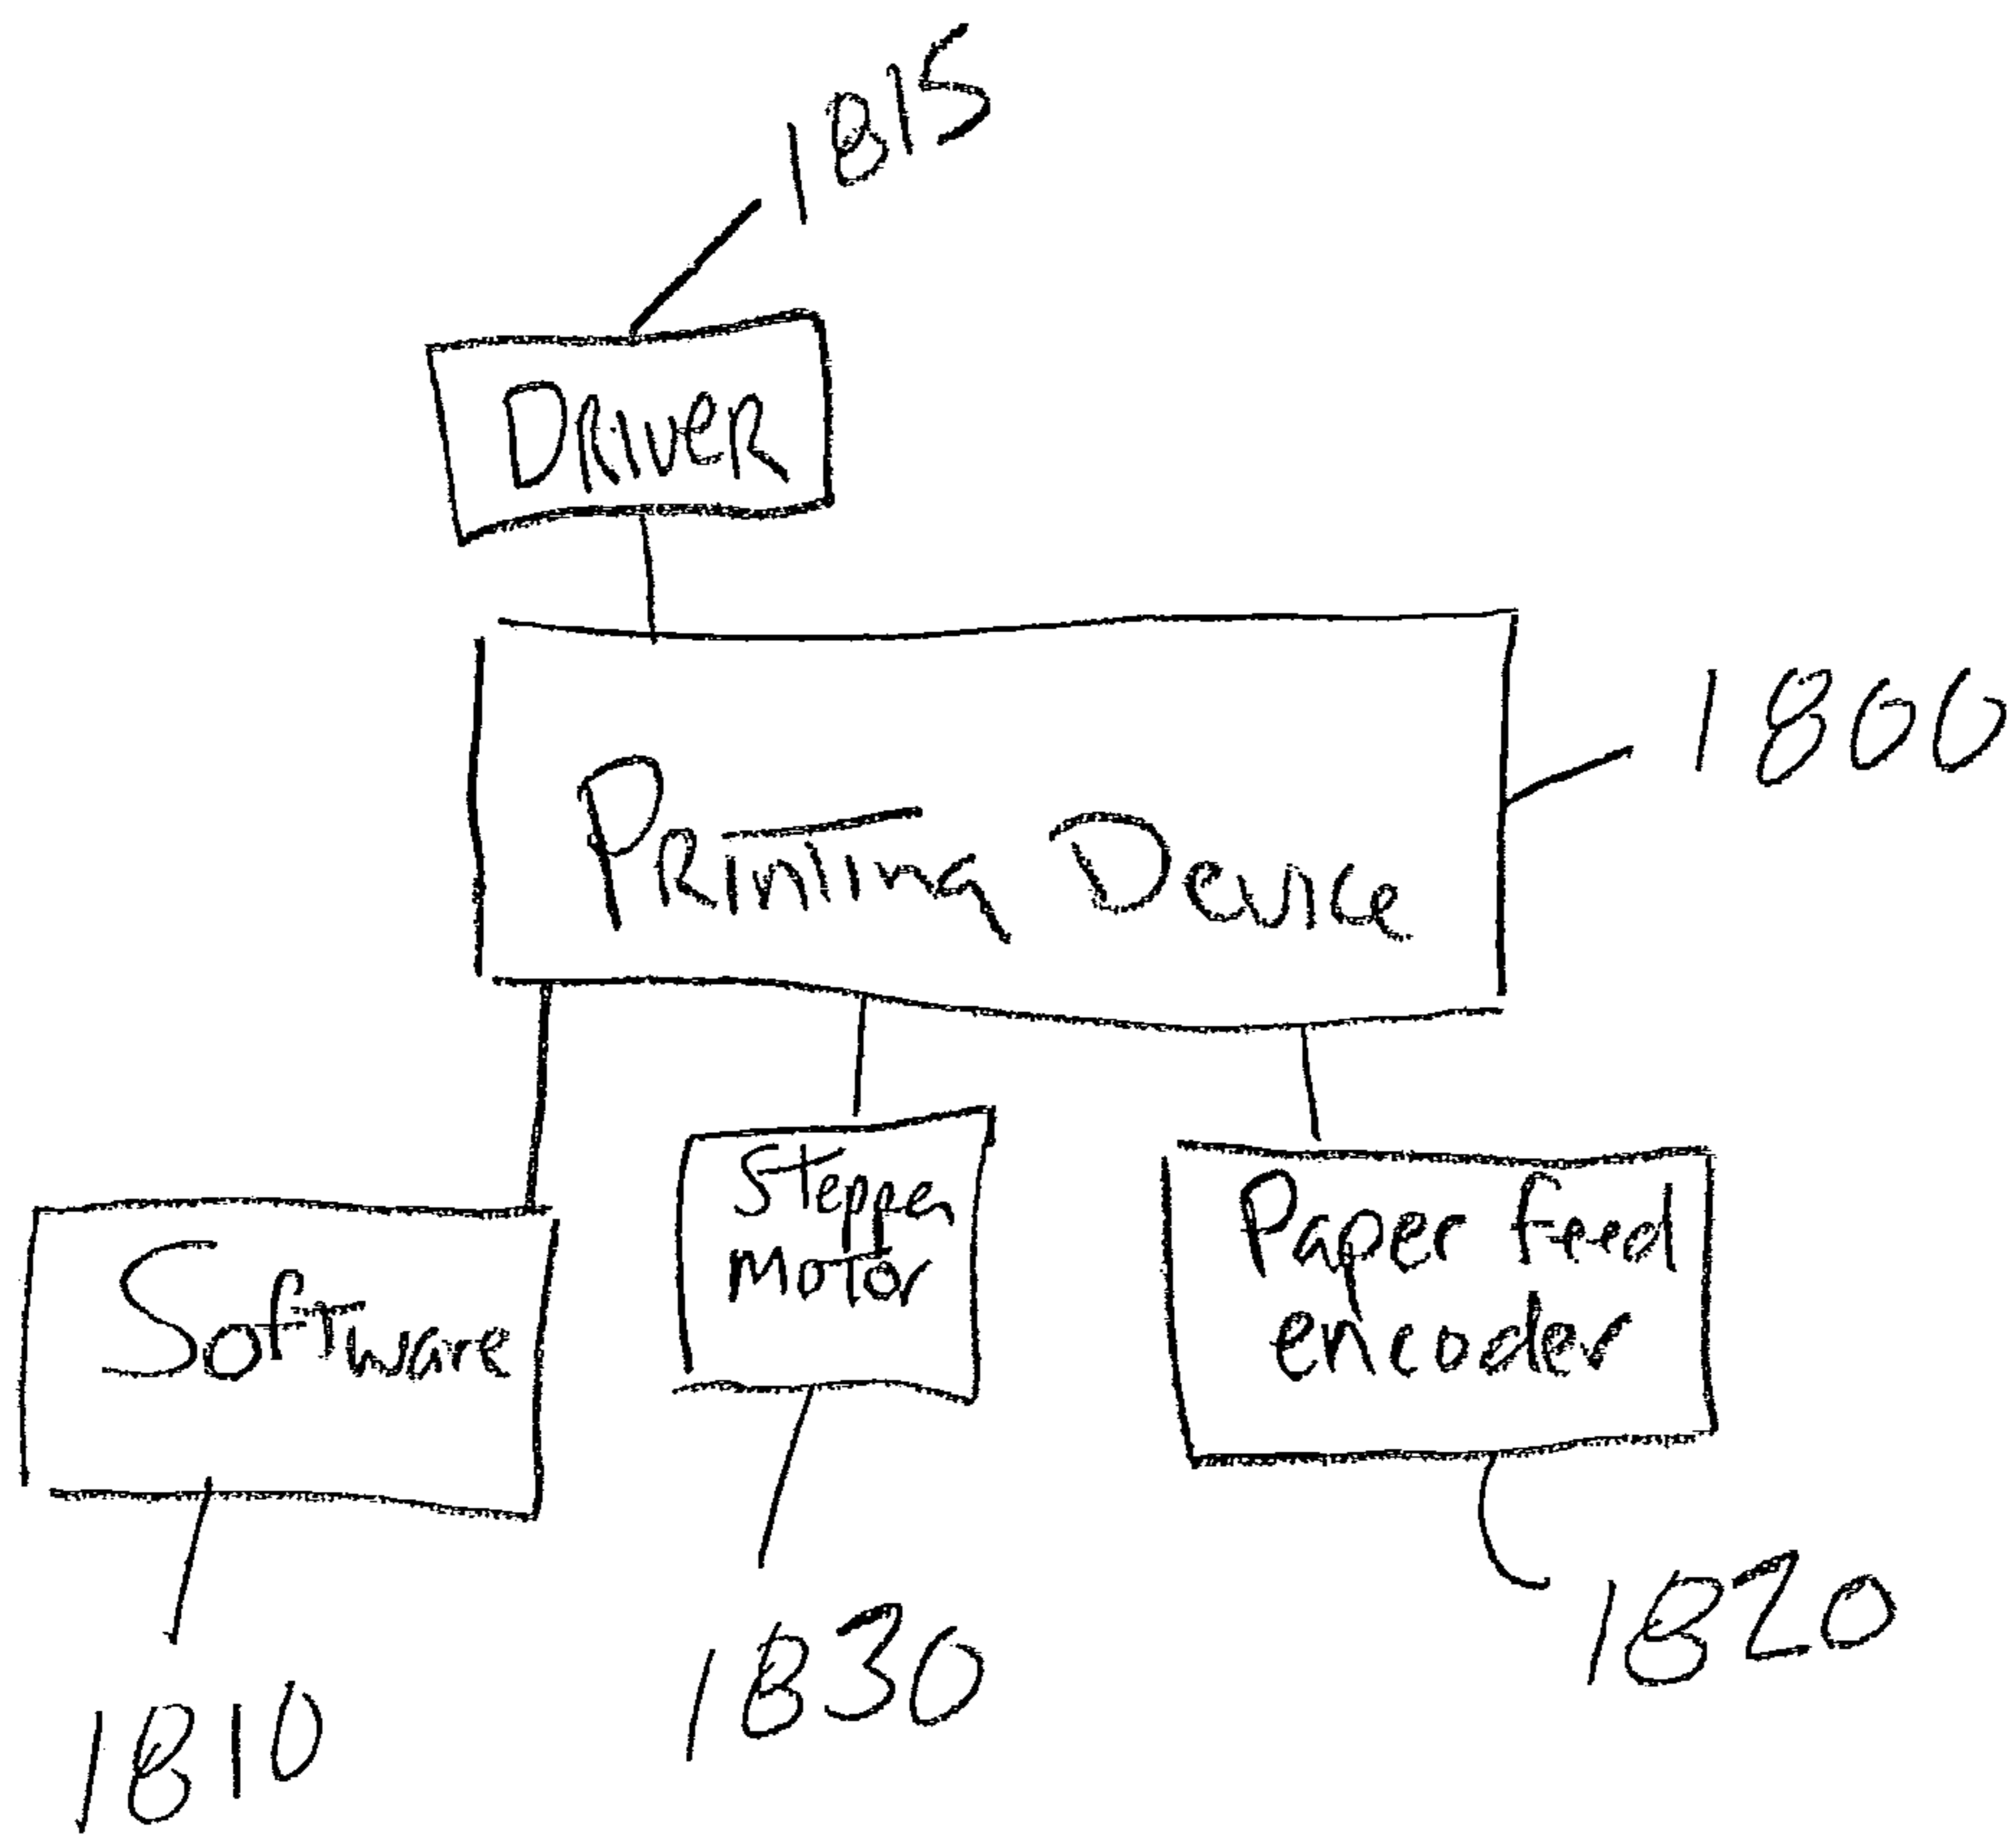 1815
DRIVER
1800
PRINTING Device
Stepper
Motor
Paper feed
encoder
Software
1820
1830
1810